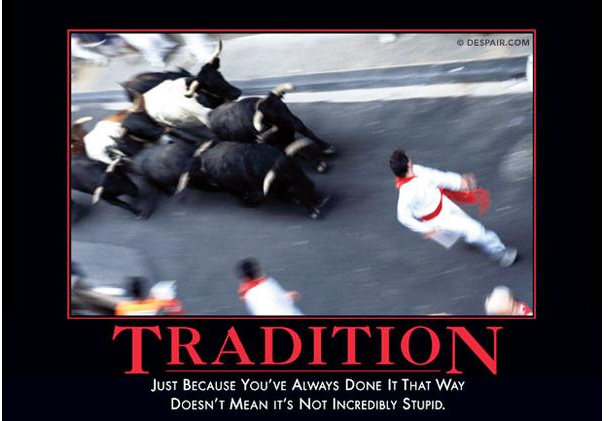 © DESPAIR.COM
TRADITION
JUST BECAUSE YOU'VE ALWAYS DONE IT THAT WAY
DOESN'T MEAN IT'S NOT INCREDIBLY STUPID.